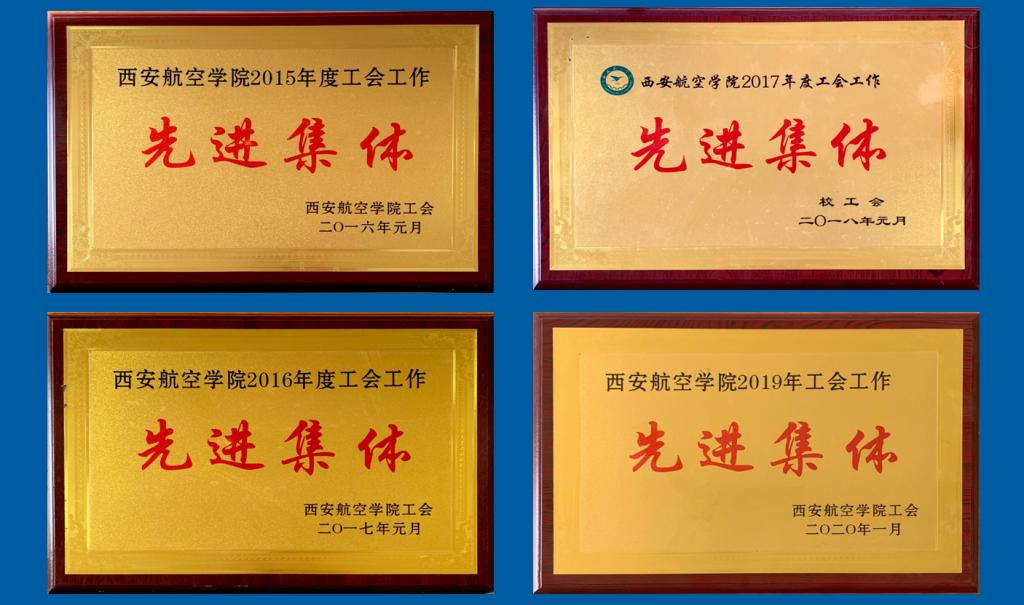 西安航空学院2015年度工会工作
先进集体
西安航空学院工会
二〇一六年元月
西安航空学院2017年度工会工作
先进集体
校工会
二〇一八年元月
西安航空学院2016年度工会工作
先进集体
西安航空学院工会
二〇一七年元月
西安航空学院2019年工会工作
先进集体
西安航空学院工会
二〇二〇年一月